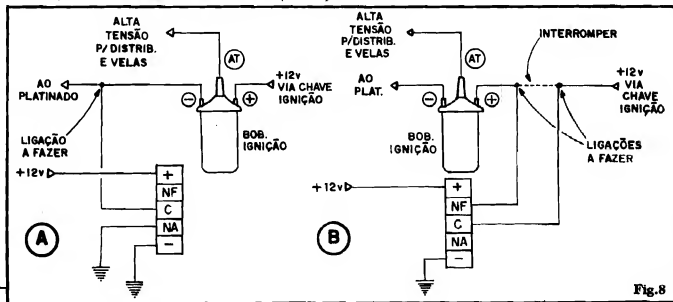 ALTA
TENSÃO
P/DISTRIB.
E VELAS
AT
+12v
VIA CHAVE
IGNIÇÃO
AO
PLATINADO
⊖
⊕
LIGAÇÃO
A FAZER
BOB.
IGNIÇÃO
+12v
+
NF
C
NA
−
A
ALTA
TENSÃO
P/DISTRIB.
E VELAS
AT
INTERROMPER
+12v
VIA
CHAVE
IGNIÇÃO
AO
PLAT.
⊖
⊕
BOB.
IGNIÇÃO
LIGAÇÕES
A FAZER
+12v
+
NF
C
NA
−
B
Fig.8